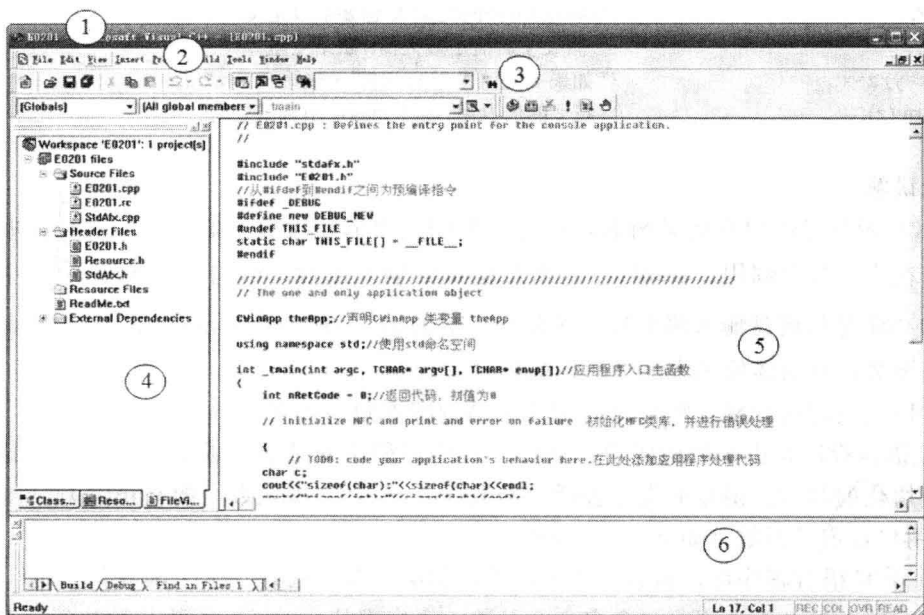 1
E0201 - Microsoft Visual C++ - [E0201.cpp]
2
File Edit View Insert Project Build Tools Window Help
3
(Globals) (All global members train
// E0201.cpp : Defines the entry point for the console application.
//
#include "stdafx.h"
#include "E0201.h"
//从#ifdef到#endif之间为预编译指令
#ifdef _DEBUG
#define new DEBUG_NEW
#undef THIS_FILE
static char THIS_FILE[] = __FILE__;
#endif
/////////////////////////////////////////////////////////////////////////////
// The one and only application object
CWinApp theApp;//声明CWinApp 类变量 theApp
using namespace std;//使用std命名空间
5
int _tmain(int argc, TCHAR* argv[], TCHAR* envp[])//应用程序入口主函数
{
int nRetCode = 0;//返回代码，初值为0
// initialize MFC and print and error on failure 初始化MFC类库，并进行错误处理
{
// TODO: code your application's behavior here.在此处添加应用程序处理代码
char c;
cout<<"sizeof(char):"<<sizeof(char)<<endl;
cout<<"sizeof(int):"<<sizeof(int)<<endl;
Workspace 'E0201': 1 project(s)
E0201 files
Source Files
E0201.cpp
E0201.rc
StdAfx.cpp
Header Files
E0201.h
Resource.h
StdAfx.h
Resource Files
ReadMe.txt
External Dependencies
4
Class... Reso... FileVi...
6
Build Debug Find in Files 1
Ready Ln 17, Col 1 REC COL OVR READ